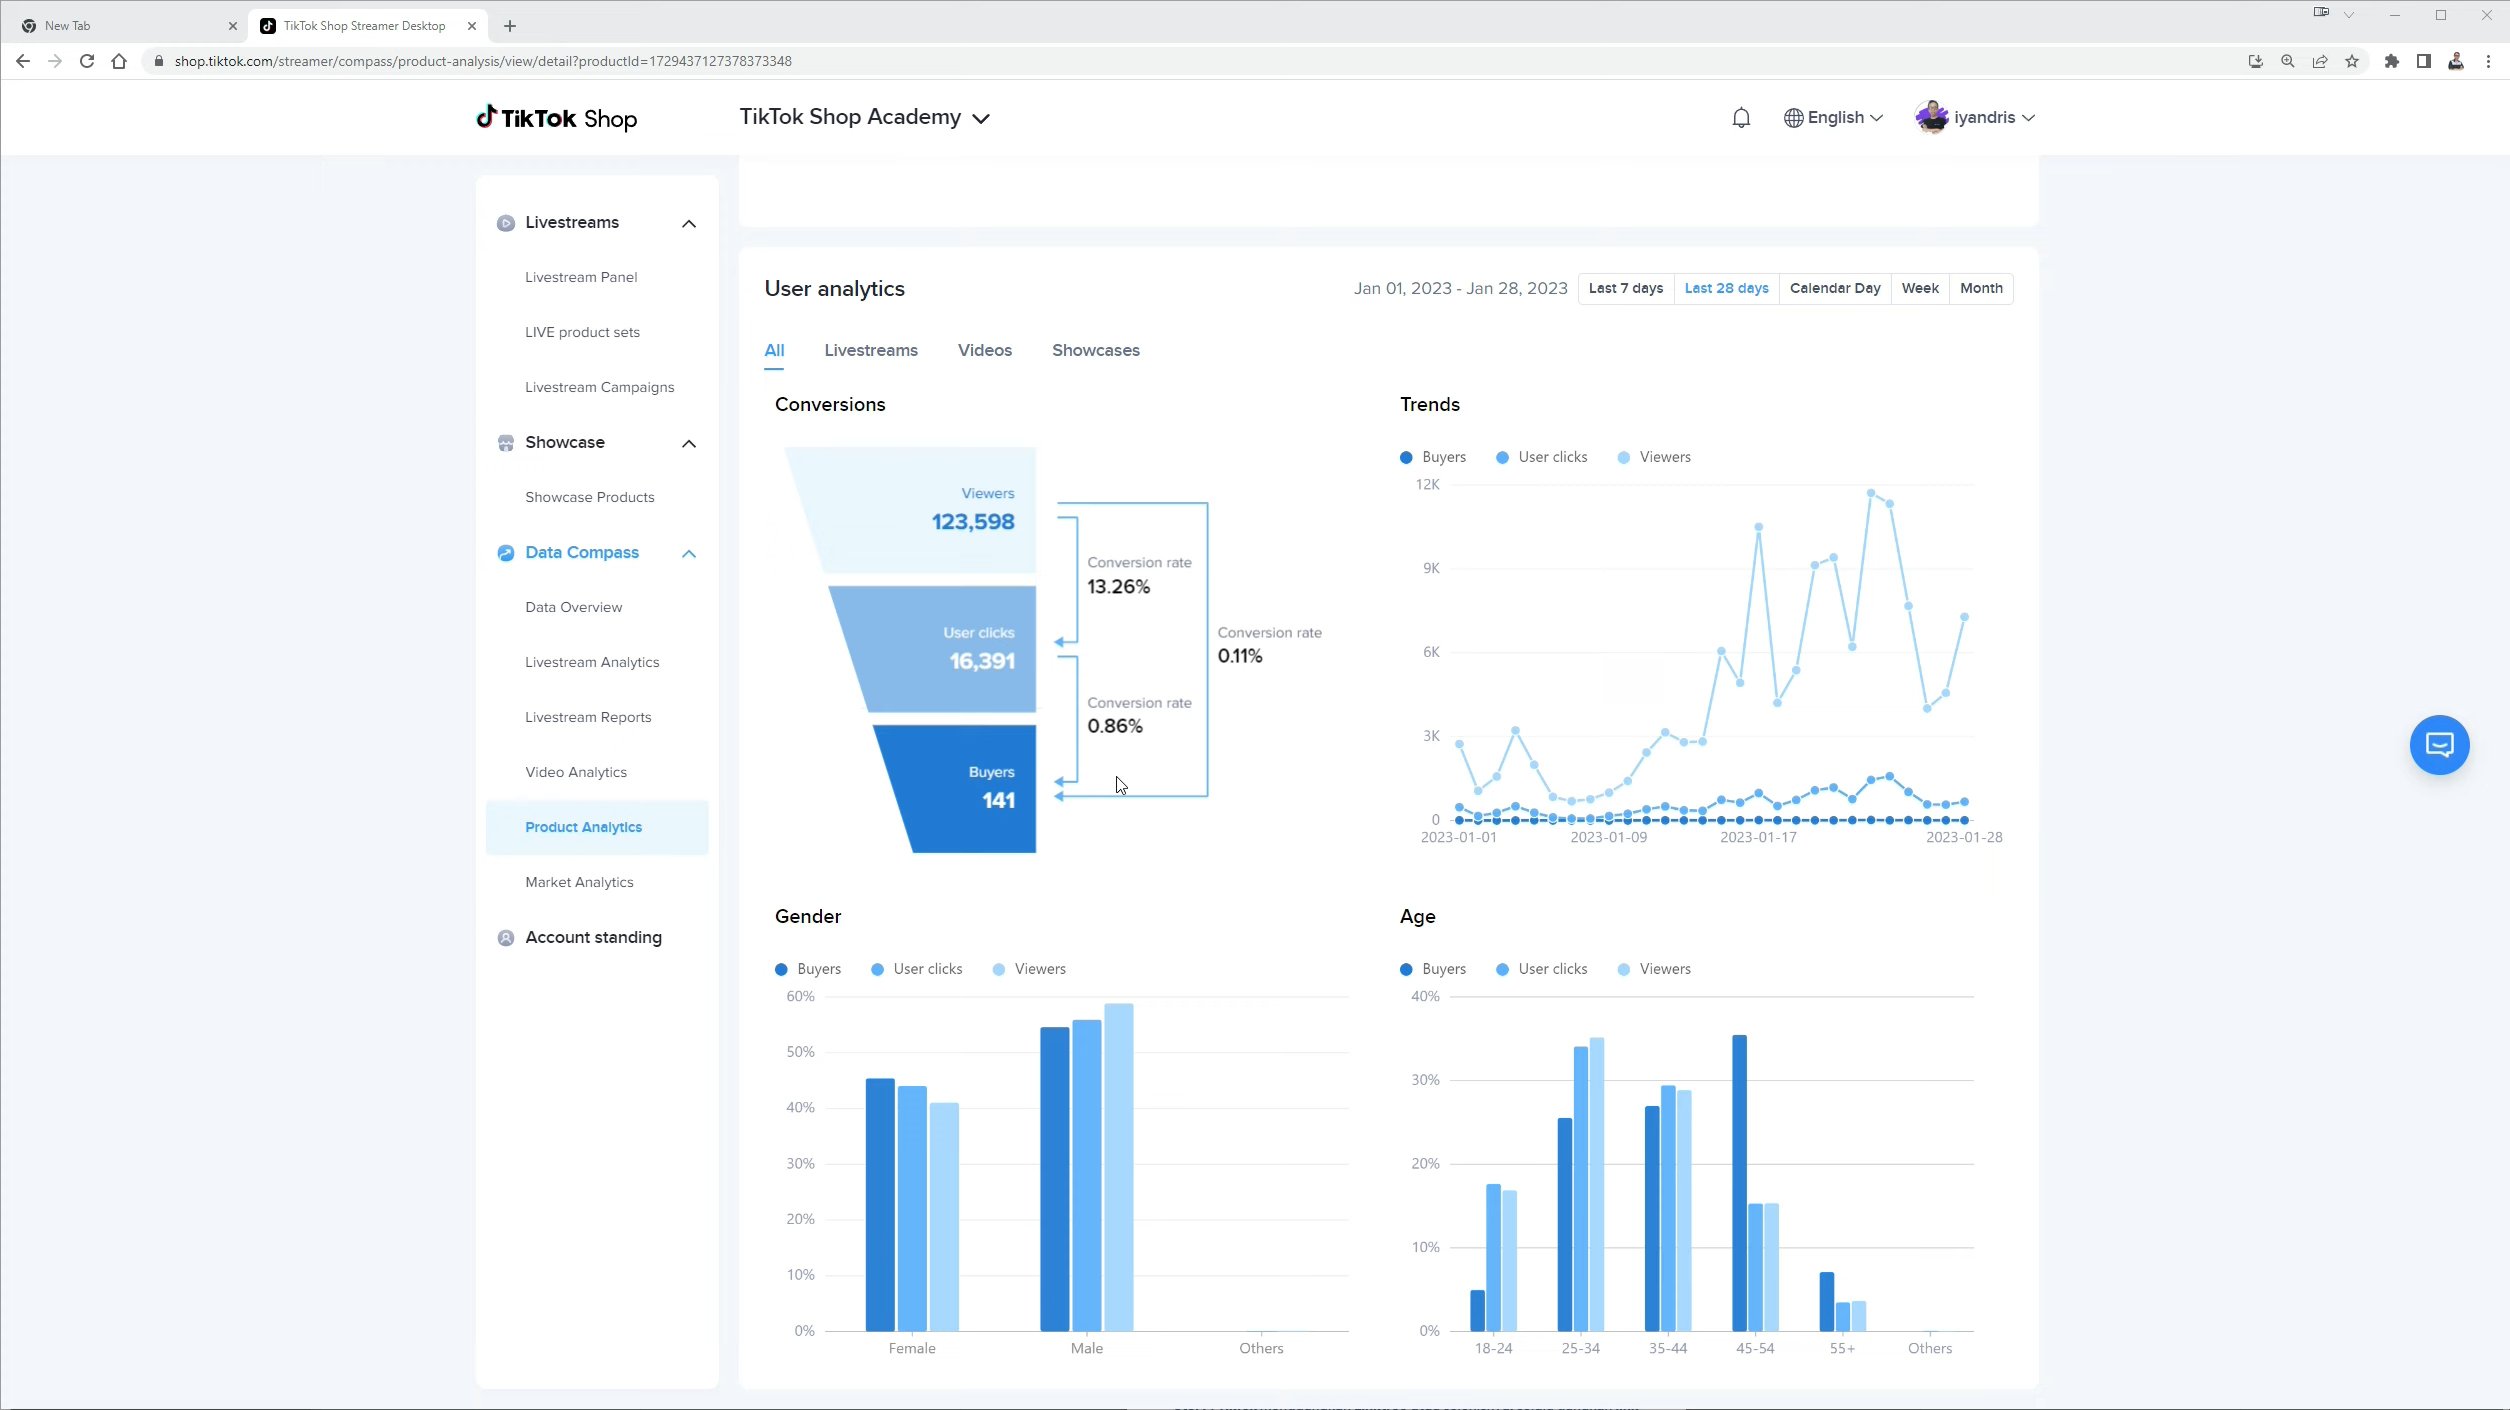 New Tab
TikTok Shop Streamer Desktop
shop.tiktok.com/streamer/compass/product-analysis/view/detail?productId=1729437127378373348
TikTok Shop
TikTok Shop Academy
English
iyandris
Livestreams
Livestream Panel
LIVE product sets
Livestream Campaigns
Showcase
Showcase Products
Data Compass
Data Overview
Livestream Analytics
Livestream Reports
Video Analytics
Product Analytics
Market Analytics
Account standing
User analytics
Jan 01, 2023 - Jan 28, 2023
Last 7 days
Last 28 days
Calendar Day
Week
Month
All
Livestreams
Videos
Showcases
Conversions
Viewers
123,598
Conversion rate
13.26%
User clicks
16,391
Conversion rate
0.11%
Conversion rate
0.86%
Buyers
141
Trends
Buyers
User clicks
Viewers
12K
9K
6K
3K
0
2023-01-01
2023-01-09
2023-01-17
2023-01-28
Gender
Buyers
User clicks
Viewers
60%
50%
40%
30%
20%
10%
0%
Female
Male
Others
Age
Buyers
User clicks
Viewers
40%
30%
20%
10%
0%
18-24
25-34
35-44
45-54
55+
Others